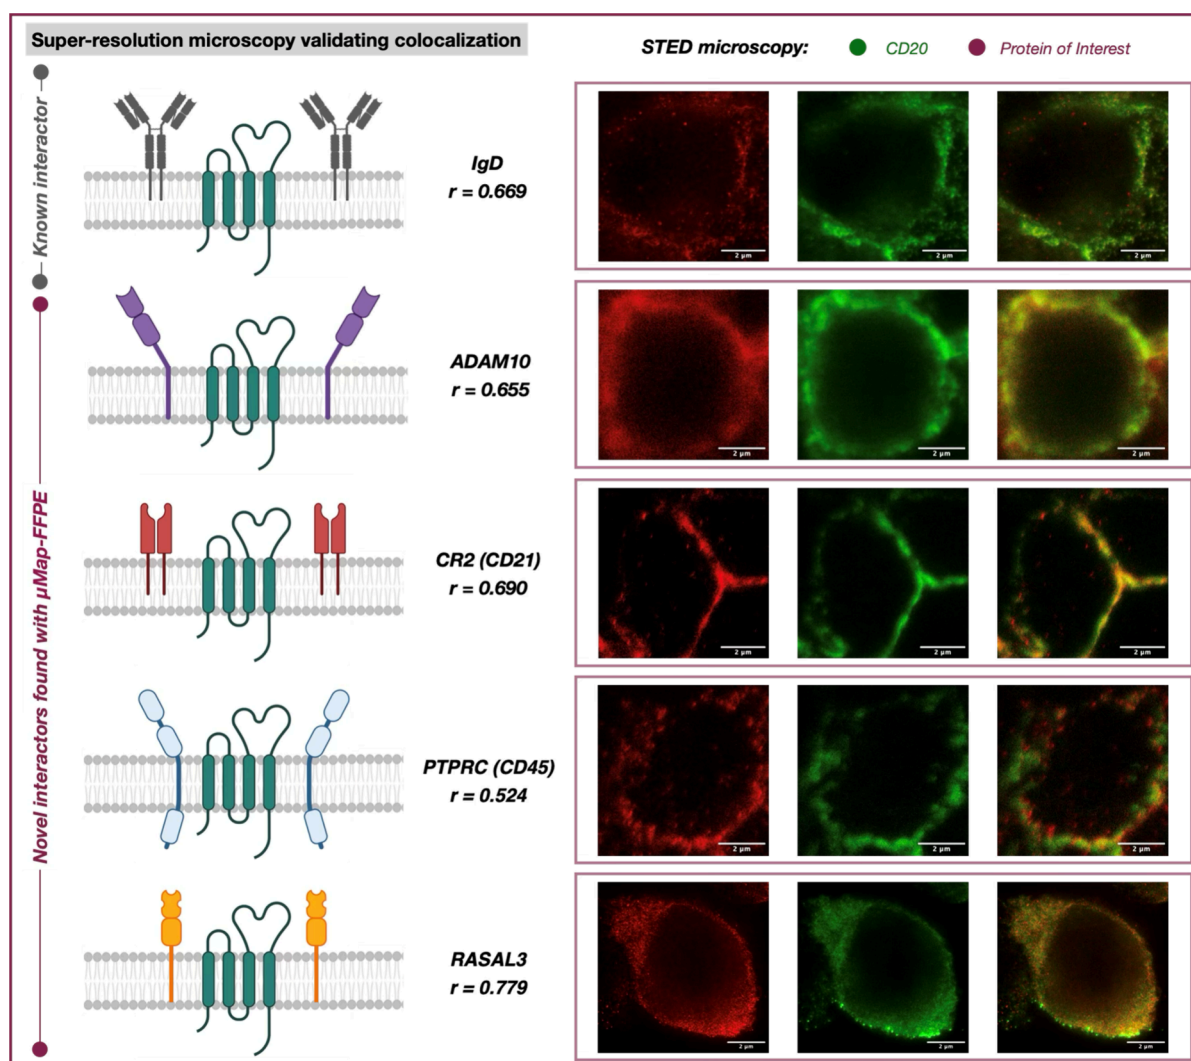 Super-resolution microscopy validating colocalization
STED microscopy:
CD20
Protein of Interest
Known interactor
IgD
r = 0.669
2 µm
2 µm
2 µm
Novel interactors found with µMap-FFPE
ADAM10
r = 0.655
2 µm
2 µm
2 µm
CR2 (CD21)
r = 0.690
2 µm
2 µm
2 µm
PTPRC (CD45)
r = 0.524
2 µm
2 µm
2 µm
RASAL3
r = 0.779
2 µm
2 µm
2 µm